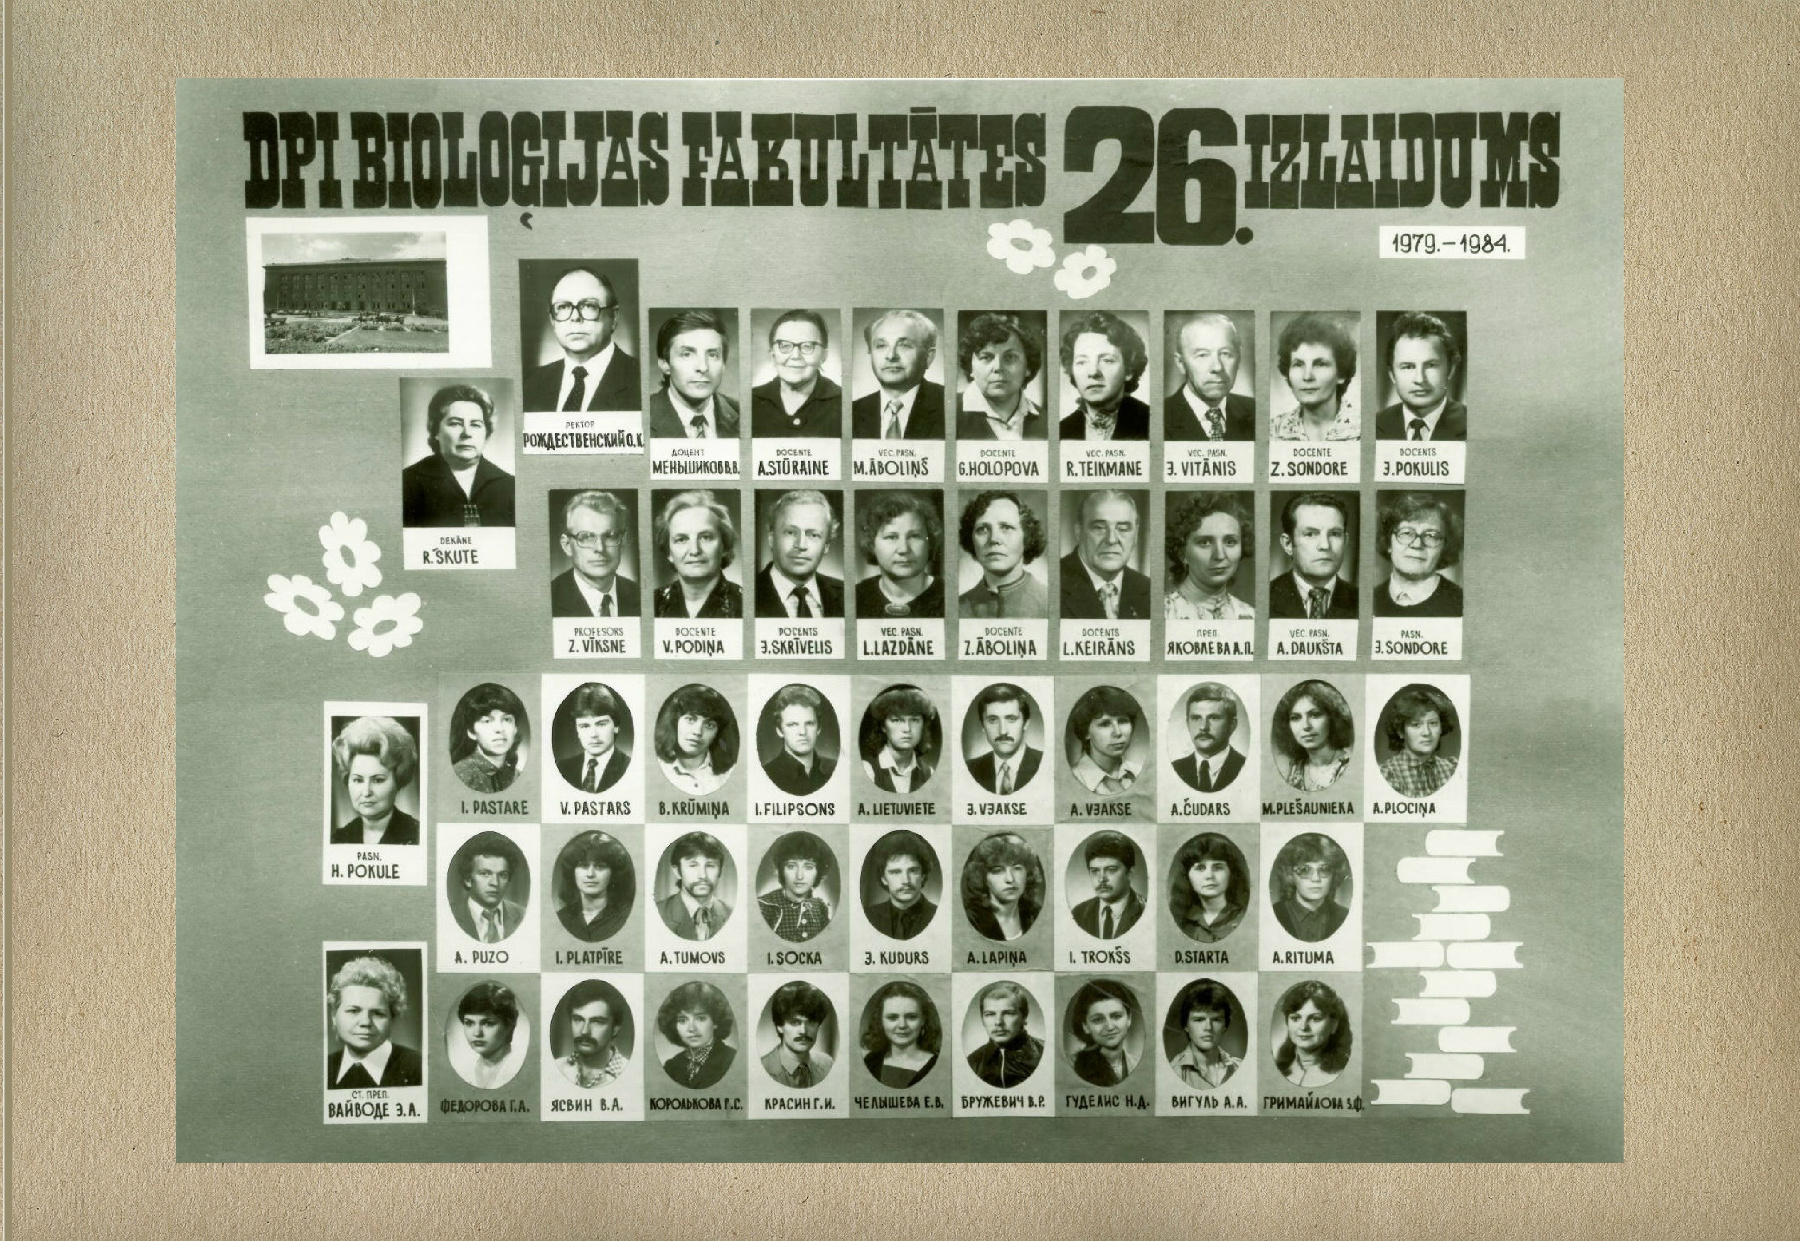 DPI BIOLOĢIJAS FAKULTĀTES 26. IZLAIDUMS
1979.-1984.
РЕКТОР
РОЖДЕСТВЕНСКИЙ О.К.
ДОЦЕНТ
МЕНЬШИКОВ В.В.
DOCENTE
A.STŪRAINE
VEC. PASN.
M.ĀBOLIŅŠ
DOCENTE
G.HOLOPOVA
VEC. PASN.
R.TEIKMANE
VEC. PASN.
J.VITĀNIS
DOCENTE
Z.SONDORE
DOCENTS
J.POKULIS
DEKĀNE
R.ŠKUTE
PROFESORS
Z.VĪKSNE
DOCENTE
V.PODIŅA
DOCENTS
J.SKRĪVELIS
VEC. PASN.
L.LAZDĀNE
DOCENTE
Z.ĀBOLIŅA
DOCENTS
L.KEIRĀNS
ПРЕП.
ЯКОВЛЕВА А.П.
VEC. PASN.
A.DAUKŠTA
PASN.
J.SONDORE
I. PASTARE
V. PASTARS
B.KRŪMIŅA
I.FILIPSONS
A. LIETUVIETE
J. VJAKSE
A. VJAKSE
A.ČUDARS
M.PLEŠAUNIEKA
A.PLOCIŅA
PASN.
H. POKULE
A. PUZO
I. PLATPĪRE
A.TUMOVS
I.SOCKA
J. KUDURS
A.LAPIŅA
I. TROKŠS
D.STARTA
A.RITUMA
СТ. ПРЕП.
ВАЙВОДЕ Э.А.
ФЕДОРОВА Г.А.
ЯСВИН В.А.
КОРОЛЬКОВА Г.С.
КРАСИН Г.И.
ЧЕЛЫШЕВА Е.В.
БРУЖЕВИЧ В.Р.
ГУДЕЛИС Н.Д.
ВИГУЛЬ А.А.
ГРИМАЙЛОВА